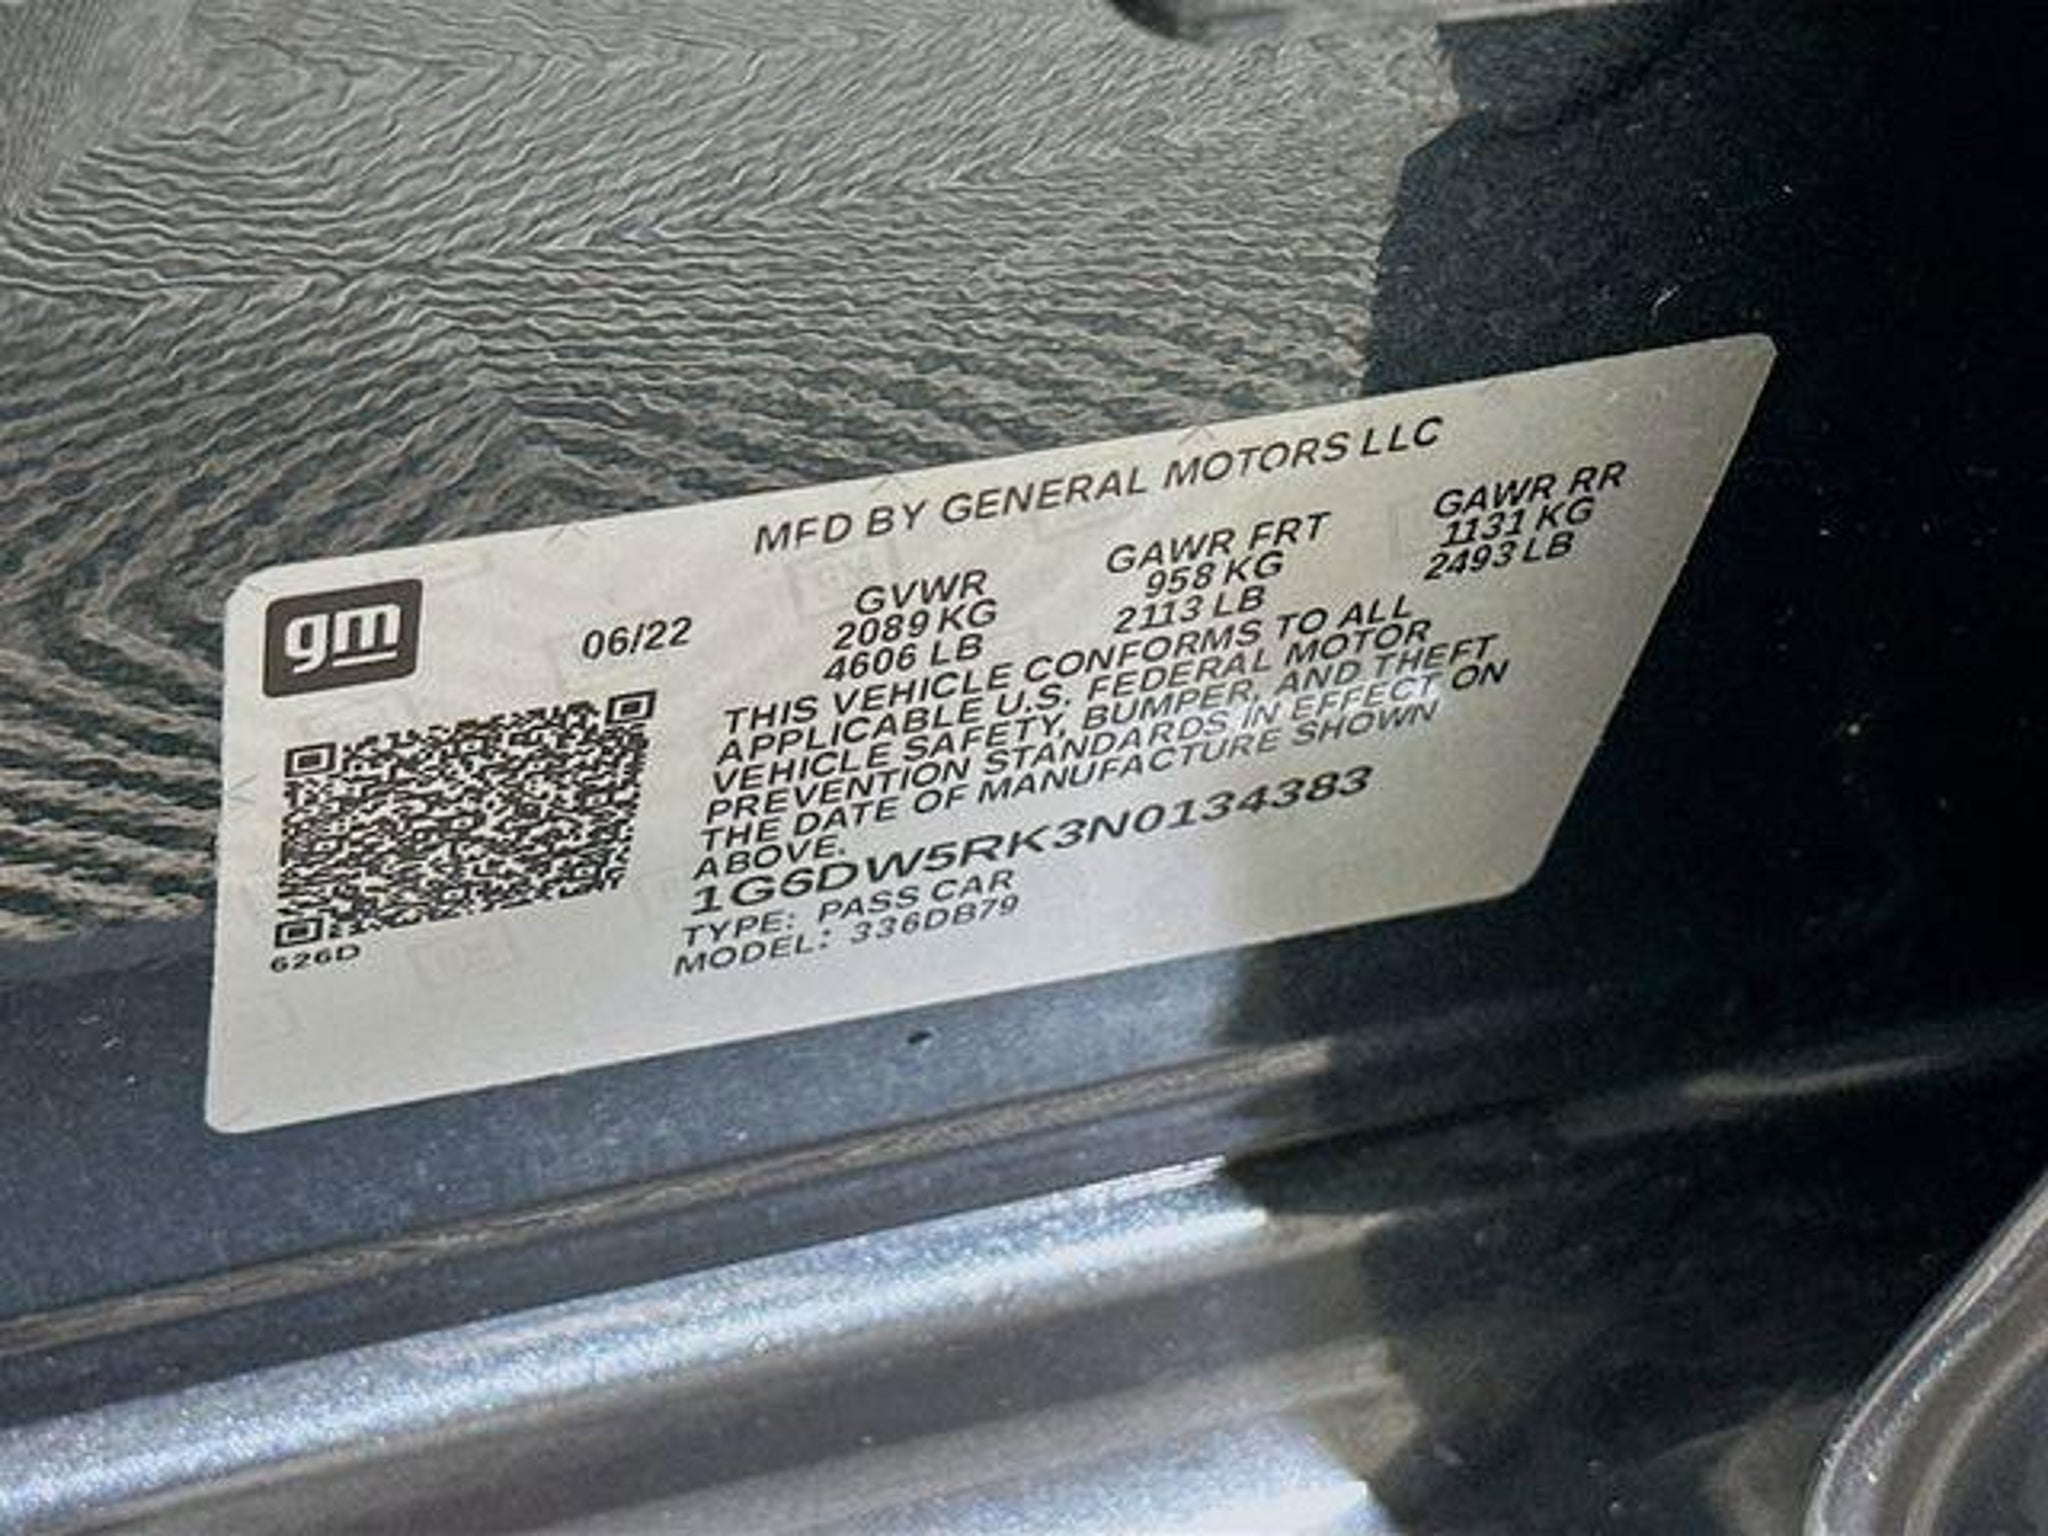 MFD BY GENERAL MOTORS LLC
gm
06/22
GVWR
2089 KG
4606 LB
GAWR FRT
958 KG
2113 LB
GAWR RR
1131 KG
2493 LB
THIS VEHICLE CONFORMS TO ALL
APPLICABLE U.S. FEDERAL MOTOR
VEHICLE SAFETY, BUMPER, AND THEFT
PREVENTION STANDARDS IN EFFECT ON
THE DATE OF MANUFACTURE SHOWN
ABOVE.
1G6DW5RK3N0134383
TYPE: PASS CAR
MODEL: 336DB79
626D